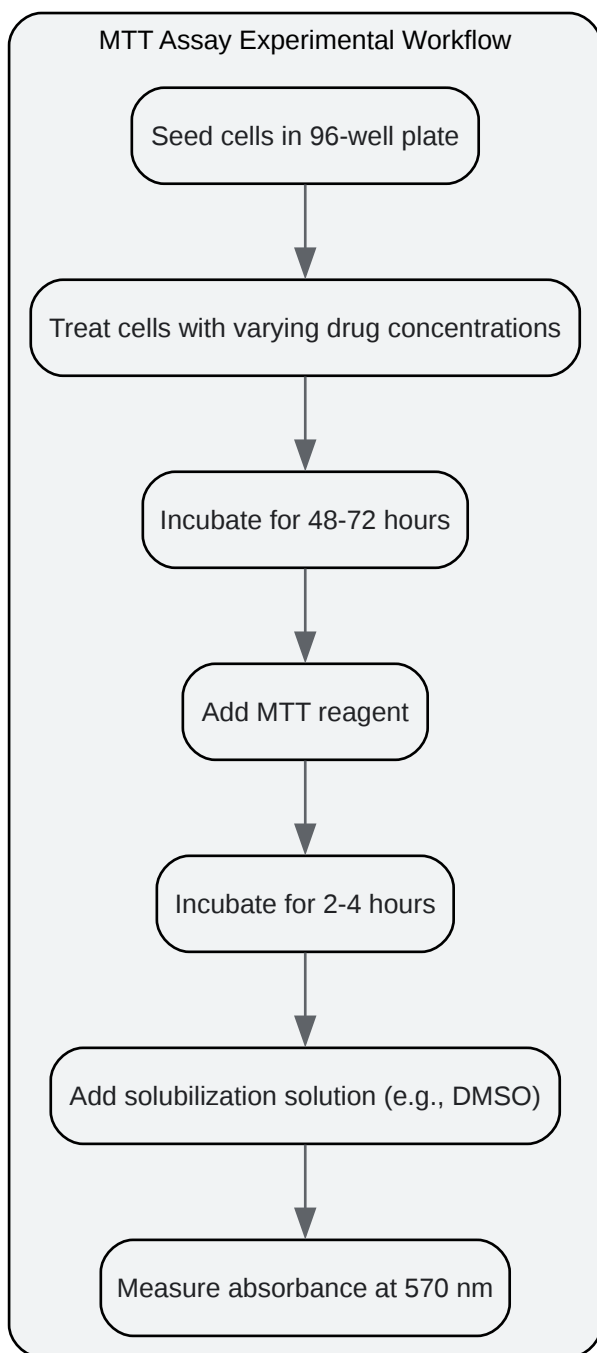 MTT Assay Experimental Workflow
Seed cells in 96-well plate
Treat cells with varying drug concentrations
Incubate for 48-72 hours
Add MTT reagent
Incubate for 2-4 hours
Add solubilization solution (e.g., DMSO)
Measure absorbance at 570 nm